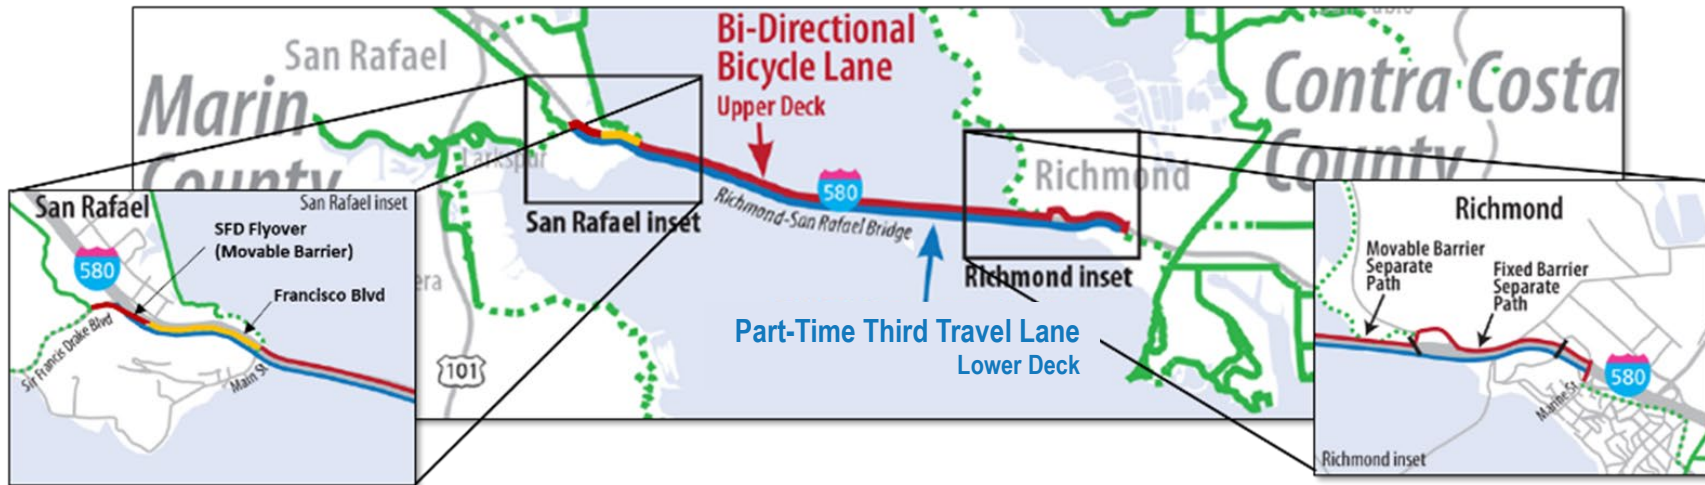 San Rafael
Marin
County
Larkspur
Bi-Directional
Bicycle Lane
Upper Deck
Contra Costa
County
Richmond
580
Richmond-San Rafael Bridge
San Rafael inset
Richmond inset
Part-Time Third Travel Lane
Lower Deck
101
San Rafael
San Rafael inset
SFD Flyover
(Movable Barrier)
580
Francisco Blvd
Sir Francis Drake Blvd
Main St
Richmond
Movable Barrier
Separate
Path
Fixed Barrier
Separate
Path
580
Marine St
Richmond inset